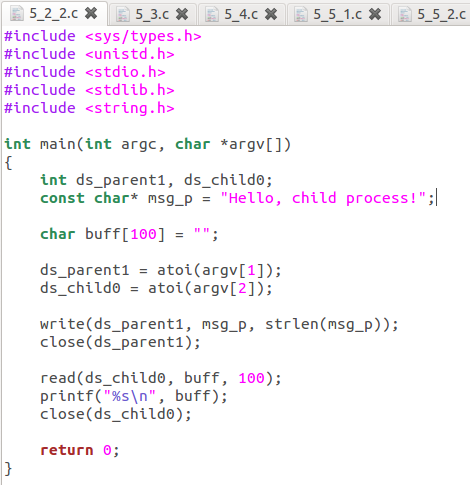 5_2_2.c 5_3.c 5_4.c 5_5_1.c 5_5_2.c
#include <sys/types.h>
#include <unistd.h>
#include <stdio.h>
#include <stdlib.h>
#include <string.h>
int main(int argc, char *argv[])
{
    int ds_parent1, ds_child0;
    const char* msg_p = "Hello, child process!";
    char buff[100] = "";
    ds_parent1 = atoi(argv[1]);
    ds_child0 = atoi(argv[2]);
    write(ds_parent1, msg_p, strlen(msg_p));
    close(ds_parent1);
    read(ds_child0, buff, 100);
    printf("%s\n", buff);
    close(ds_child0);
    return 0;
}